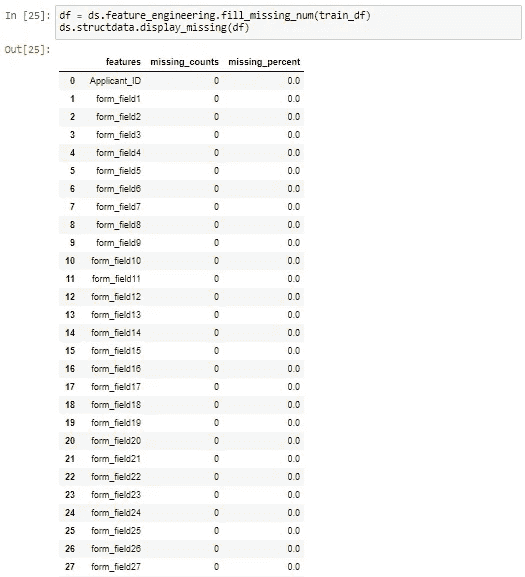 In [25]: df = ds.feature_engineering.fill_missing_num(train_df)
ds.structdata.display_missing(df)
Out[25]:
features missing_counts missing_percent
0 Applicant_ID 0 0.0
1 form_field1 0 0.0
2 form_field2 0 0.0
3 form_field3 0 0.0
4 form_field4 0 0.0
5 form_field5 0 0.0
6 form_field6 0 0.0
7 form_field7 0 0.0
8 form_field8 0 0.0
9 form_field9 0 0.0
10 form_field10 0 0.0
11 form_field11 0 0.0
12 form_field12 0 0.0
13 form_field13 0 0.0
14 form_field14 0 0.0
15 form_field15 0 0.0
16 form_field16 0 0.0
17 form_field17 0 0.0
18 form_field18 0 0.0
19 form_field19 0 0.0
20 form_field20 0 0.0
21 form_field21 0 0.0
22 form_field22 0 0.0
23 form_field23 0 0.0
24 form_field24 0 0.0
25 form_field25 0 0.0
26 form_field26 0 0.0
27 form_field27 0 0.0